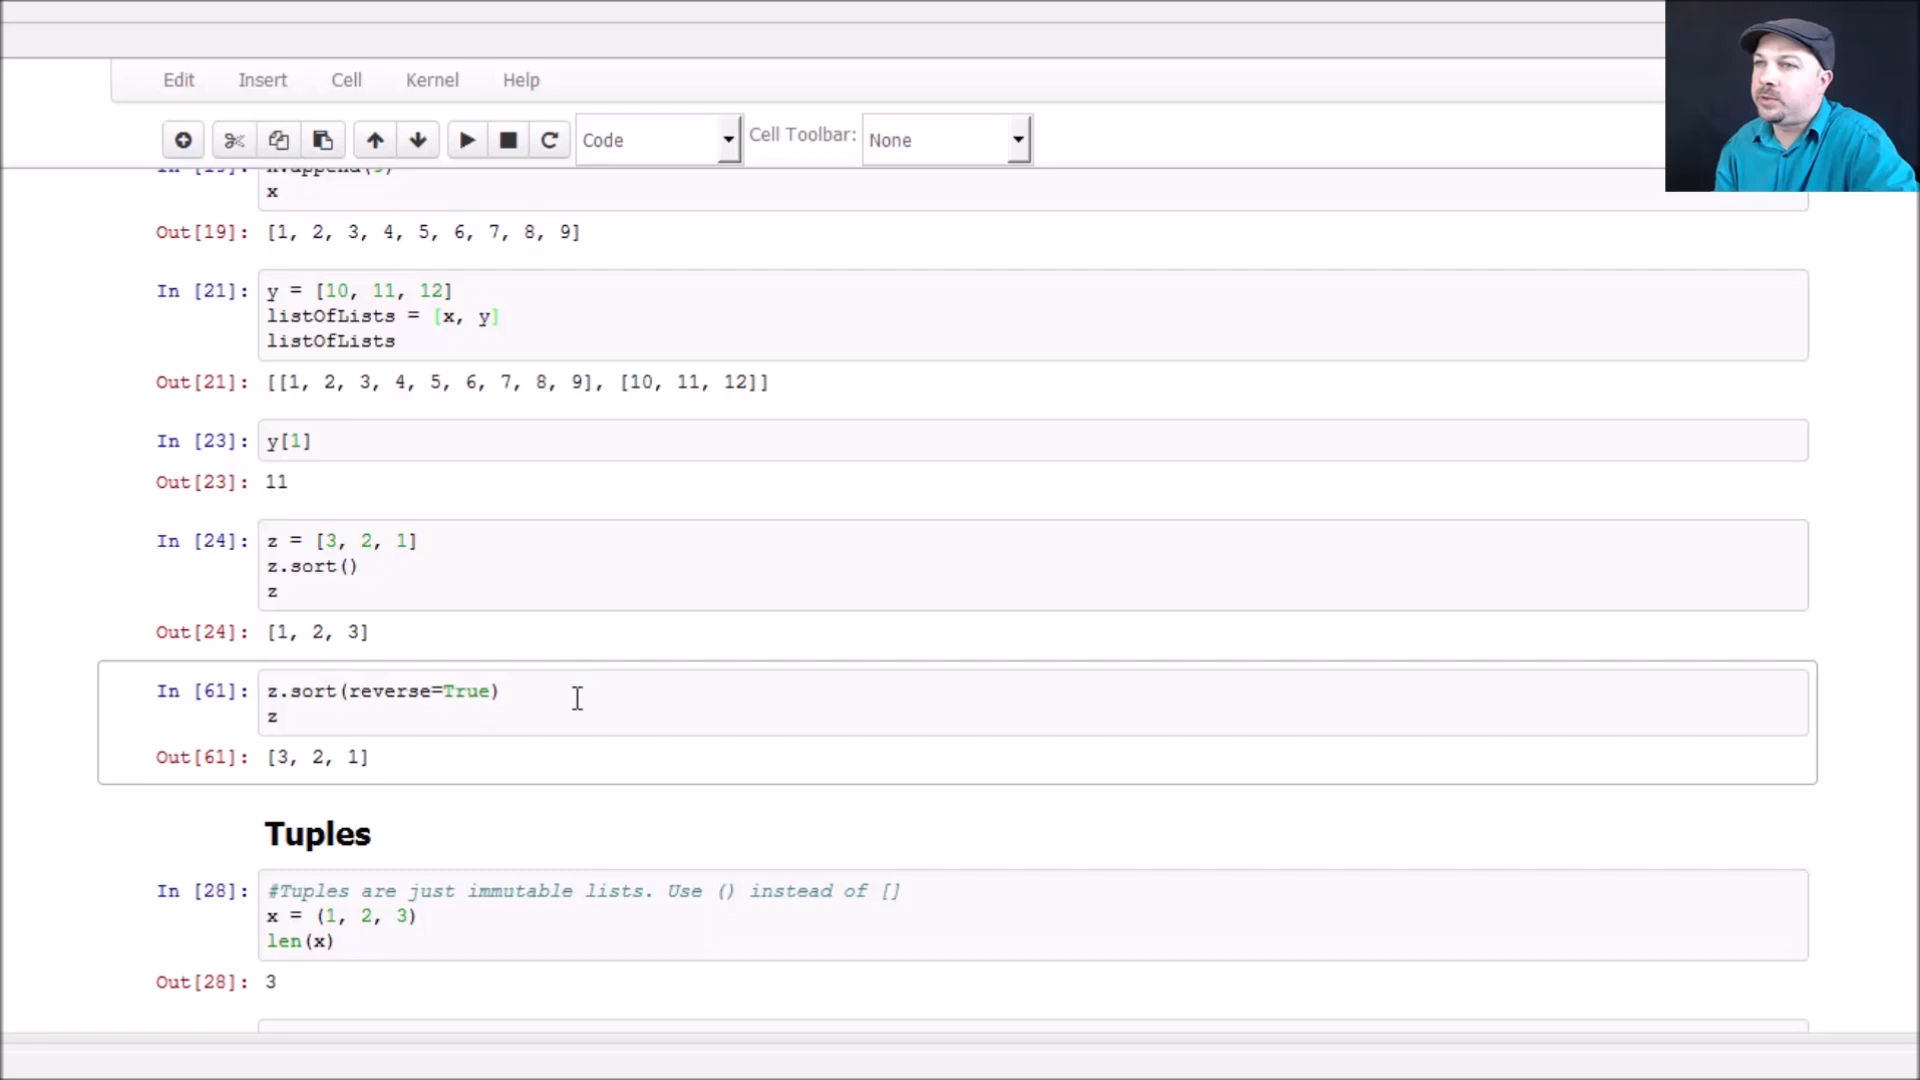 Edit Insert Cell Kernel Help
Code Cell Toolbar: None
x
Out[19]: [1, 2, 3, 4, 5, 6, 7, 8, 9]
In [21]: y = [10, 11, 12]
listOfLists = [x, y]
listOfLists
Out[21]: [[1, 2, 3, 4, 5, 6, 7, 8, 9], [10, 11, 12]]
In [23]: y[1]
Out[23]: 11
In [24]: z = [3, 2, 1]
z.sort()
z
Out[24]: [1, 2, 3]
In [61]: z.sort(reverse=True)
z
Out[61]: [3, 2, 1]
Tuples
In [28]: #Tuples are just immutable lists. Use () instead of []
x = (1, 2, 3)
len(x)
Out[28]: 3